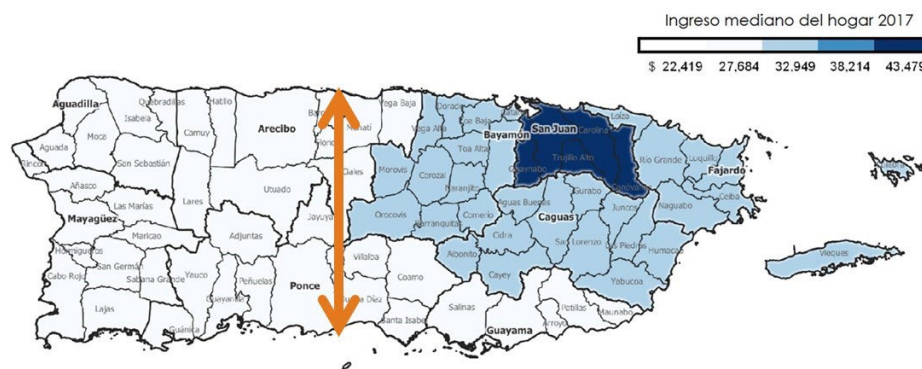 Ingreso mediano del hogar 2017
$ 22,419 27,684 32.949 38,214 43,479
Aguadilla
Quebradillas
Isabela
Hatillo
Camuy
Arecibo
Manatí
Vega Baja
Vega Alta
Dorado
Toa Baja
Toa Alta
Bayamón
San Juan
Carolina
Loíza
Trujillo Alto
Guaynabo
Canóva
Río Grande
Luquillo
Fajardo
Ceiba
Naguabo
Culebra
Vieques
Moca
Aguada
Rincón
San Sebastián
Añasco
Las Marías
Mayagüez
Maricao
Hormigueros
San Germán
Cabo Rojo
Sabana Grande
Lajas
Guánica
Yauco
Guayanilla
Peñuelas
Lares
Utuado
Adjuntas
Jayuya
Ciales
Morovis
Corozal
Naranjito
Orocovis
Barranquitas
Comerío
Aguas Buenas
Gurabo
Caguas
Juncos
Cidra
San Lorenzo
Las Piedras
Humacao
Yabucoa
Aibonito
Cayey
Villalba
Coamo
Ponce
Juana Díaz
Santa Isabel
Salinas
Guayama
Arroyo
Patillas
Maunabo